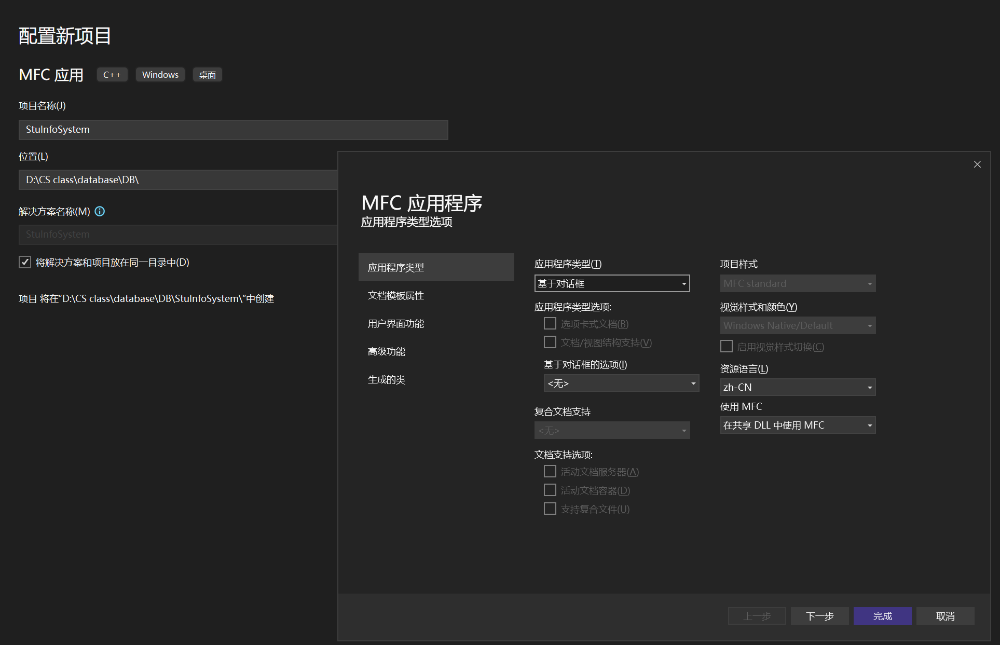 配置新项目
MFC 应用 C++ Windows 桌面
项目名称(J)
StuInfoSystem
位置(L)
D:\CS class\database\DB\
解决方案名称(M)
StuInfoSystem
将解决方案和项目放在同一目录中(D)
项目 将在“D:\CS class\database\DB\StuInfoSystem\”中创建
MFC 应用程序
应用程序类型选项
应用程序类型
文档模板属性
用户界面功能
高级功能
生成的类
应用程序类型(T)
基于对话框
应用程序类型选项:
选项卡式文档(B)
文档/视图结构支持(V)
基于对话框的选项(I)
<无>
复合文档支持
<无>
文档支持选项:
活动文档服务器(A)
活动文档容器(D)
支持复合文件(U)
项目样式
MFC standard
视觉样式和颜色(Y)
Windows Native/Default
启用视觉样式切换(C)
资源语言(L)
zh-CN
使用 MFC
在共享 DLL 中使用 MFC
上一步 下一步 完成 取消